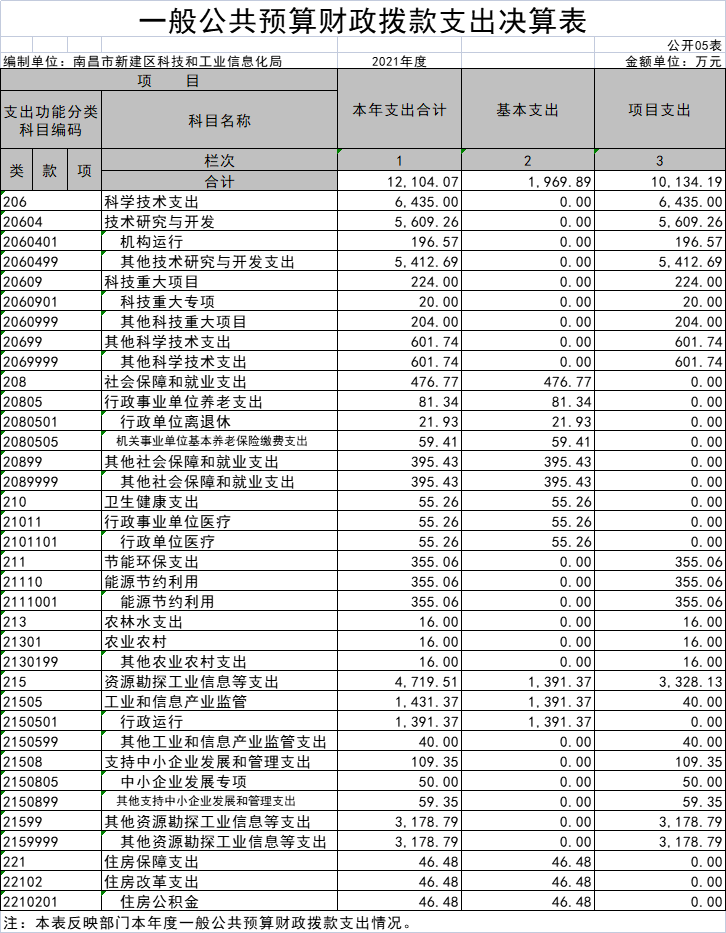 一般公共预算财政拨款支出决算表
公开05表
编制单位：南昌市新建区科技和工业信息化局 2021年度 金额单位：万元
项 目 本年支出合计 基本支出 项目支出
支出功能分类科目编码 科目名称
类 款 项 栏次 1 2 3
合计 12,104.07 1,969.89 10,134.19
206 科学技术支出 6,435.00 0.00 6,435.00
20604 技术研究与开发 5,609.26 0.00 5,609.26
2060401 机构运行 196.57 0.00 196.57
2060499 其他技术研究与开发支出 5,412.69 0.00 5,412.69
20609 科技重大项目 224.00 0.00 224.00
2060901 科技重大专项 20.00 0.00 20.00
2060999 其他科技重大项目 204.00 0.00 204.00
20699 其他科学技术支出 601.74 0.00 601.74
2069999 其他科学技术支出 601.74 0.00 601.74
208 社会保障和就业支出 476.77 476.77 0.00
20805 行政事业单位养老支出 81.34 81.34 0.00
2080501 行政单位离退休 21.93 21.93 0.00
2080505 机关事业单位基本养老保险缴费支出 59.41 59.41 0.00
20899 其他社会保障和就业支出 395.43 395.43 0.00
2089999 其他社会保障和就业支出 395.43 395.43 0.00
210 卫生健康支出 55.26 55.26 0.00
21011 行政事业单位医疗 55.26 55.26 0.00
2101101 行政单位医疗 55.26 55.26 0.00
211 节能环保支出 355.06 0.00 355.06
21110 能源节约利用 355.06 0.00 355.06
2111001 能源节约利用 355.06 0.00 355.06
213 农林水支出 16.00 0.00 16.00
21301 农业农村 16.00 0.00 16.00
2130199 其他农业农村支出 16.00 0.00 16.00
215 资源勘探工业信息等支出 4,719.51 1,391.37 3,328.13
21505 工业和信息产业监管 1,431.37 1,391.37 40.00
2150501 行政运行 1,391.37 1,391.37 0.00
2150599 其他工业和信息产业监管支出 40.00 0.00 40.00
21508 支持中小企业发展和管理支出 109.35 0.00 109.35
2150805 中小企业发展专项 50.00 0.00 50.00
2150899 其他支持中小企业发展和管理支出 59.35 0.00 59.35
21599 其他资源勘探工业信息等支出 3,178.79 0.00 3,178.79
2159999 其他资源勘探工业信息等支出 3,178.79 0.00 3,178.79
221 住房保障支出 46.48 46.48 0.00
22102 住房改革支出 46.48 46.48 0.00
2210201 住房公积金 46.48 46.48 0.00
注：本表反映部门本年度一般公共预算财政拨款支出情况。